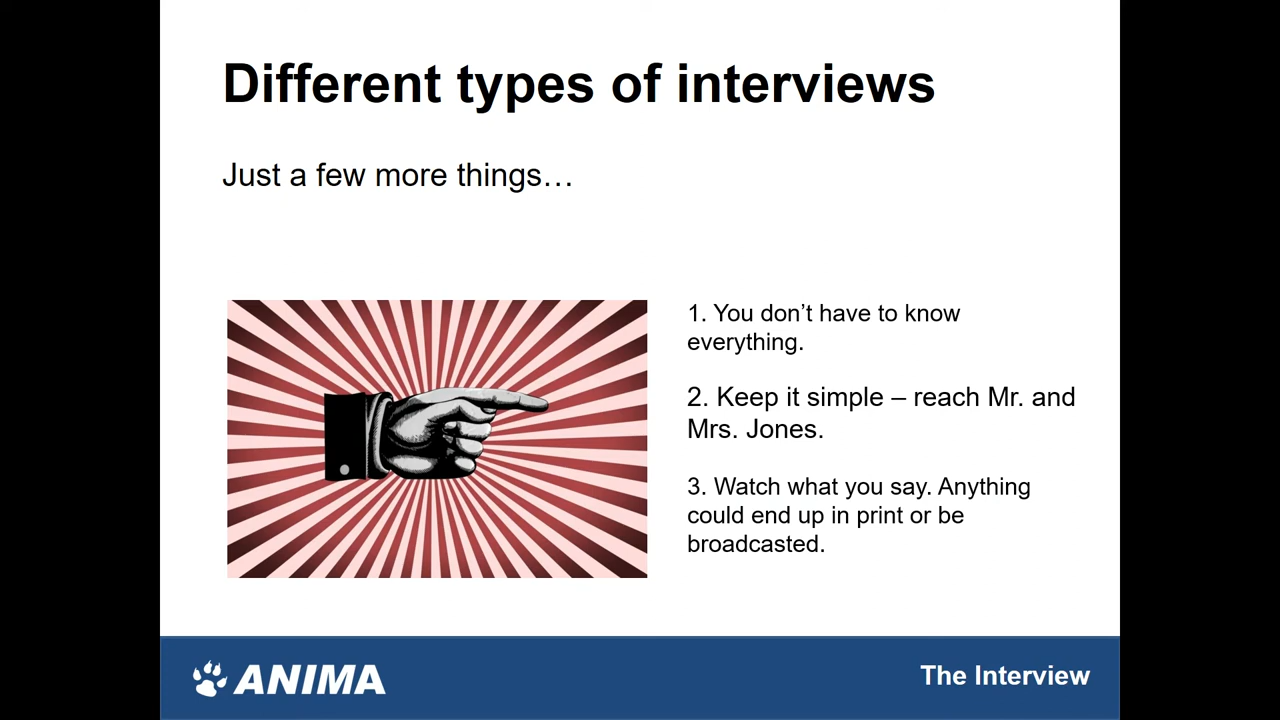 Different types of interviews
Just a few more things…
1. You don’t have to know
everything.
2. Keep it simple – reach Mr. and
Mrs. Jones.
3. Watch what you say. Anything
could end up in print or be
broadcasted.
ANIMA
The Interview